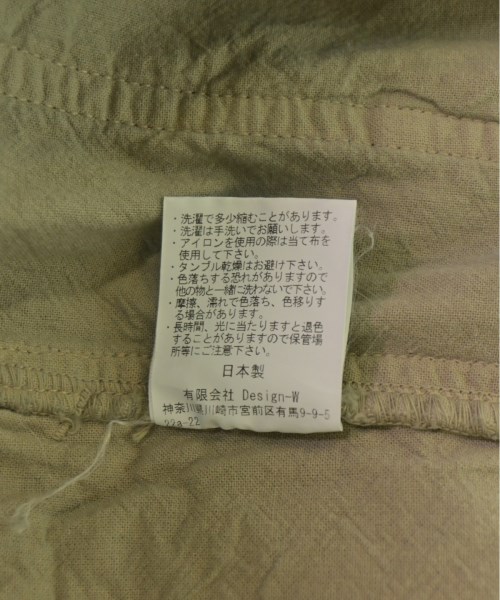 ・洗濯で多少縮むことがあります。
・洗濯は手洗いでお願いします。
・アイロンを使用の際は当て布を
使用して下さい。
・タンブル乾燥はお避け下さい。
・色落ちする恐れがありますので
他の物と一緒に洗わないで下さい。
・摩擦、濡れで色落ち、色移りす
る場合があります。
・長時間、光に当たりますと退色
することがありますので保管場
所等にご注意下さい。
日本製
有限会社 Design-W
神奈川県川崎市宮前区有馬9-9-5
22a-22